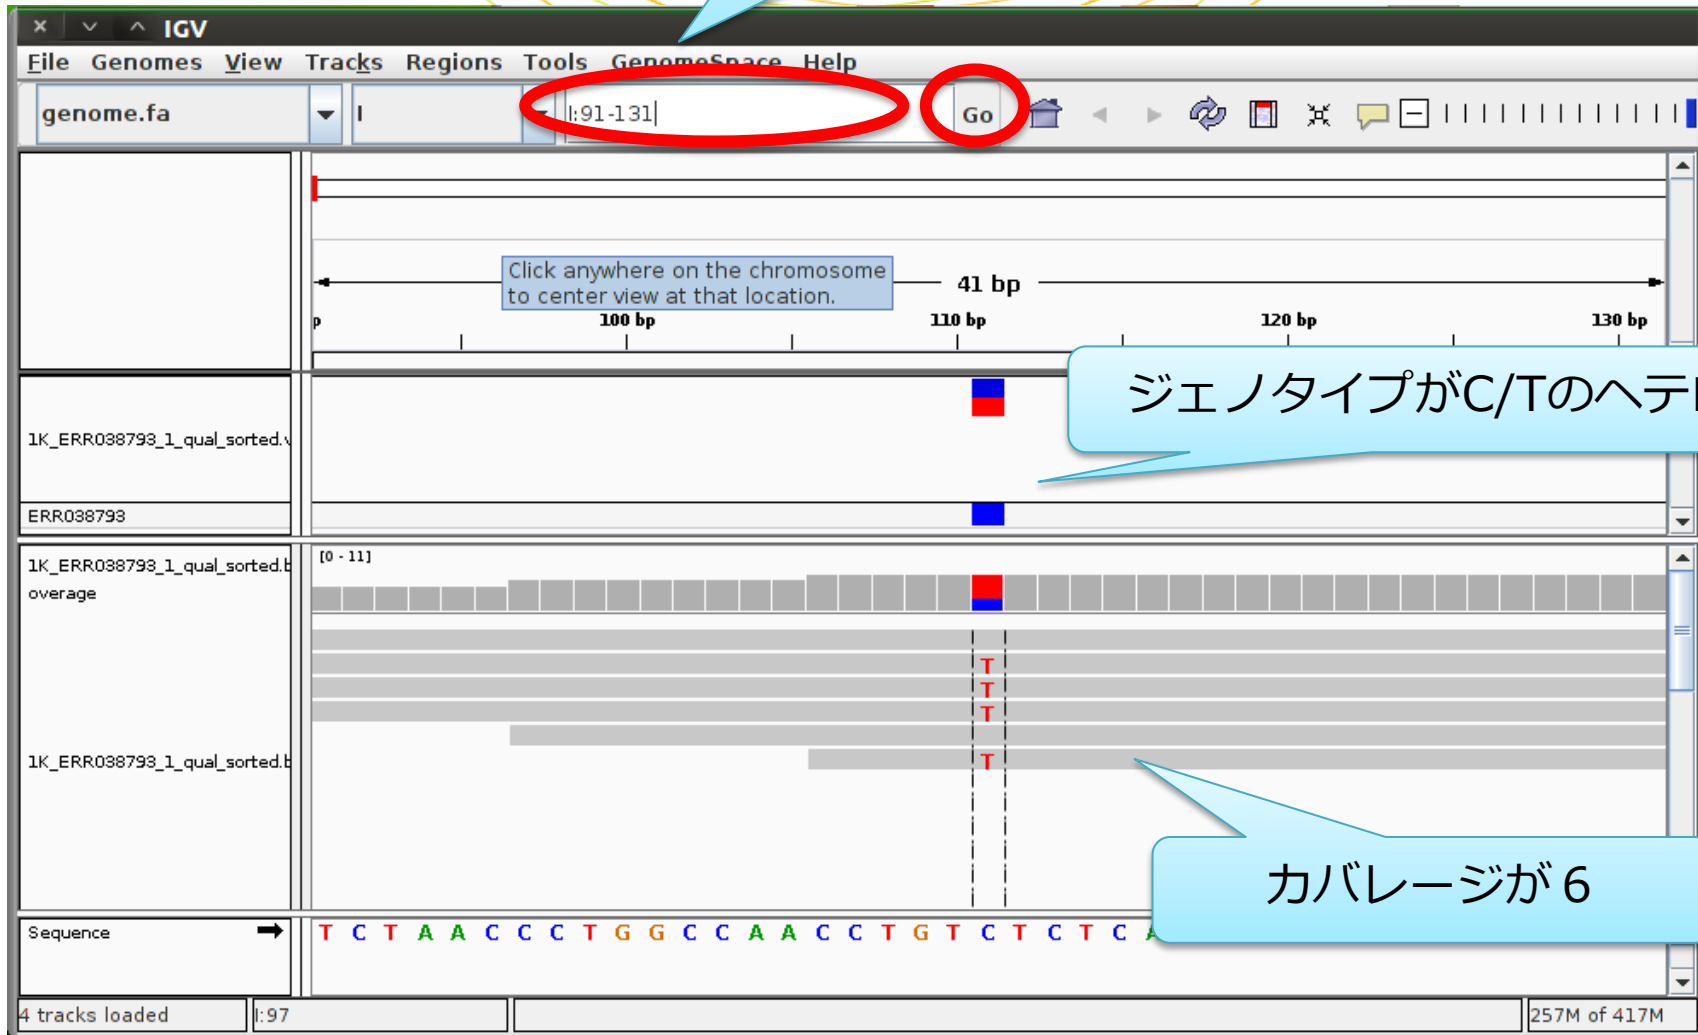 IGV
File Genomes View Tracks Regions Tools GenomeSpace Help
genome.fa I I:91-131 Go
Click anywhere on the chromosome
to center view at that location.
41 bp
p 100 bp 110 bp 120 bp 130 bp
ジェノタイプがC/Tのヘテ
1K_ERR038793_1_qual_sorted.v
ERR038793
[0 - 11]
1K_ERR038793_1_qual_sorted.b
overage
T
T
T
T
1K_ERR038793_1_qual_sorted.b
カバレージが6
Sequence T C T A A C C C T G G C C A A C C T G T C T C T C A
4 tracks loaded I:97 257M of 417M